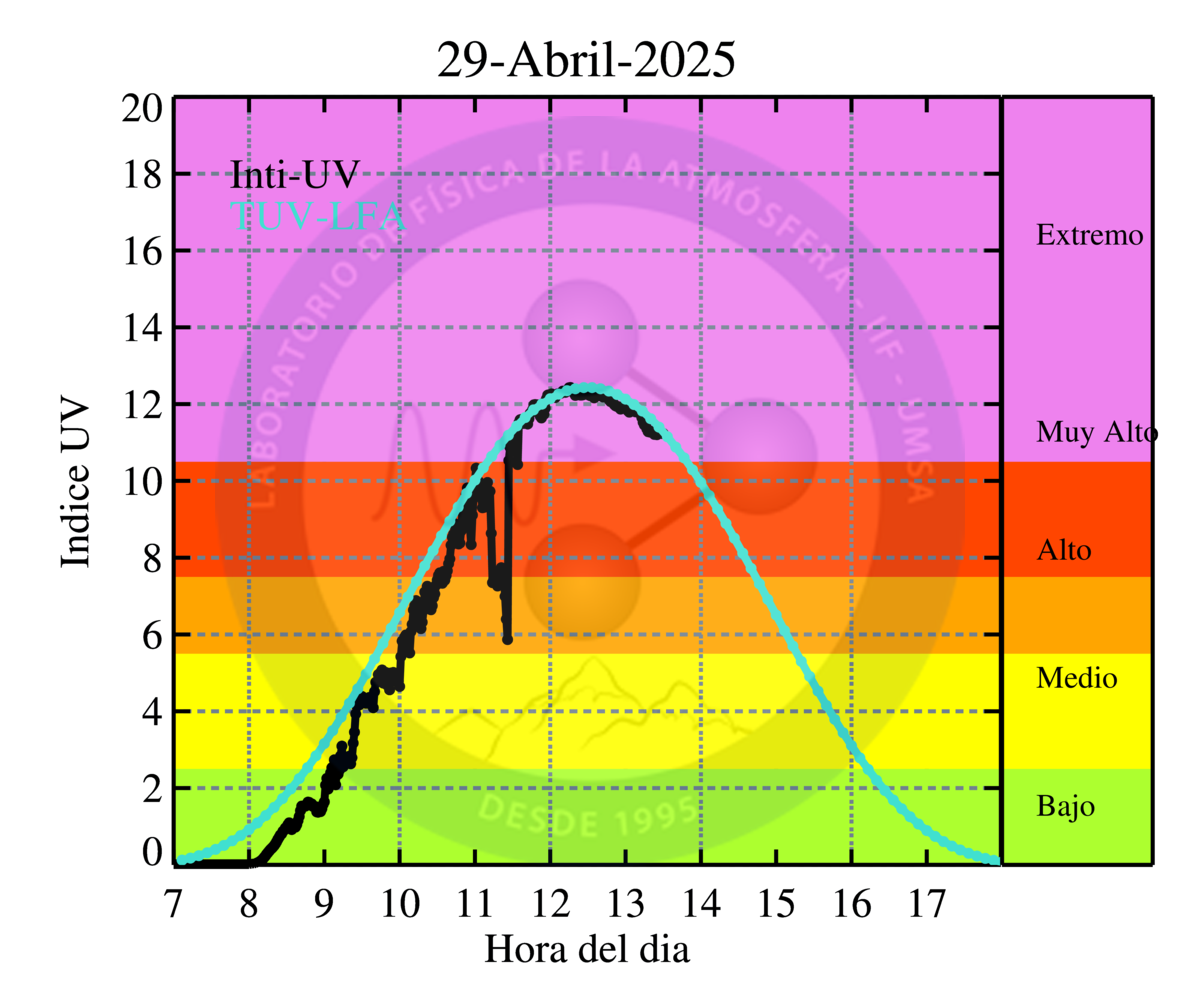 29-Abril-2025
20
18
16
14
12
10
8
6
4
2
0
Indice UV
Inti-UV
TUV-LFA
LABORATORIO DE FÍSICA DE LA ATMÓSFERA - IIF - UMSA
DESDE 1995
Extremo
Muy Alto
Alto
Medio
Bajo
7 8 9 10 11 12 13 14 15 16 17
Hora del dia